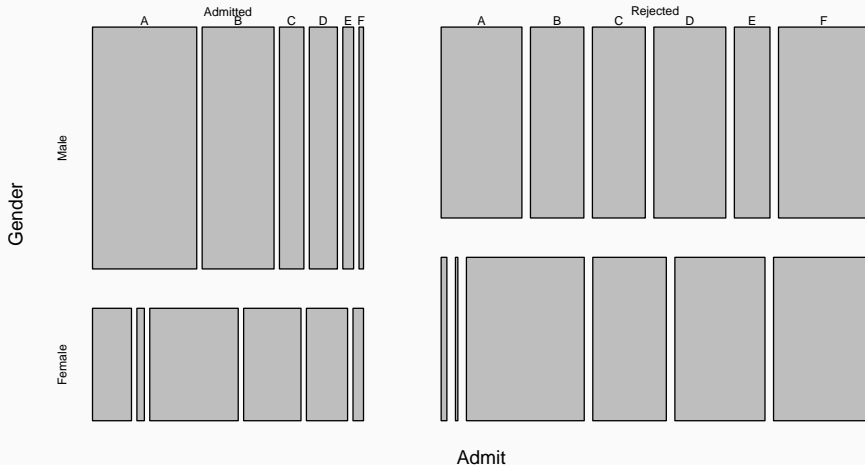 Admitted
Rejected
A B C D E F
A B C D E F
Male
Gender
Female
Admit